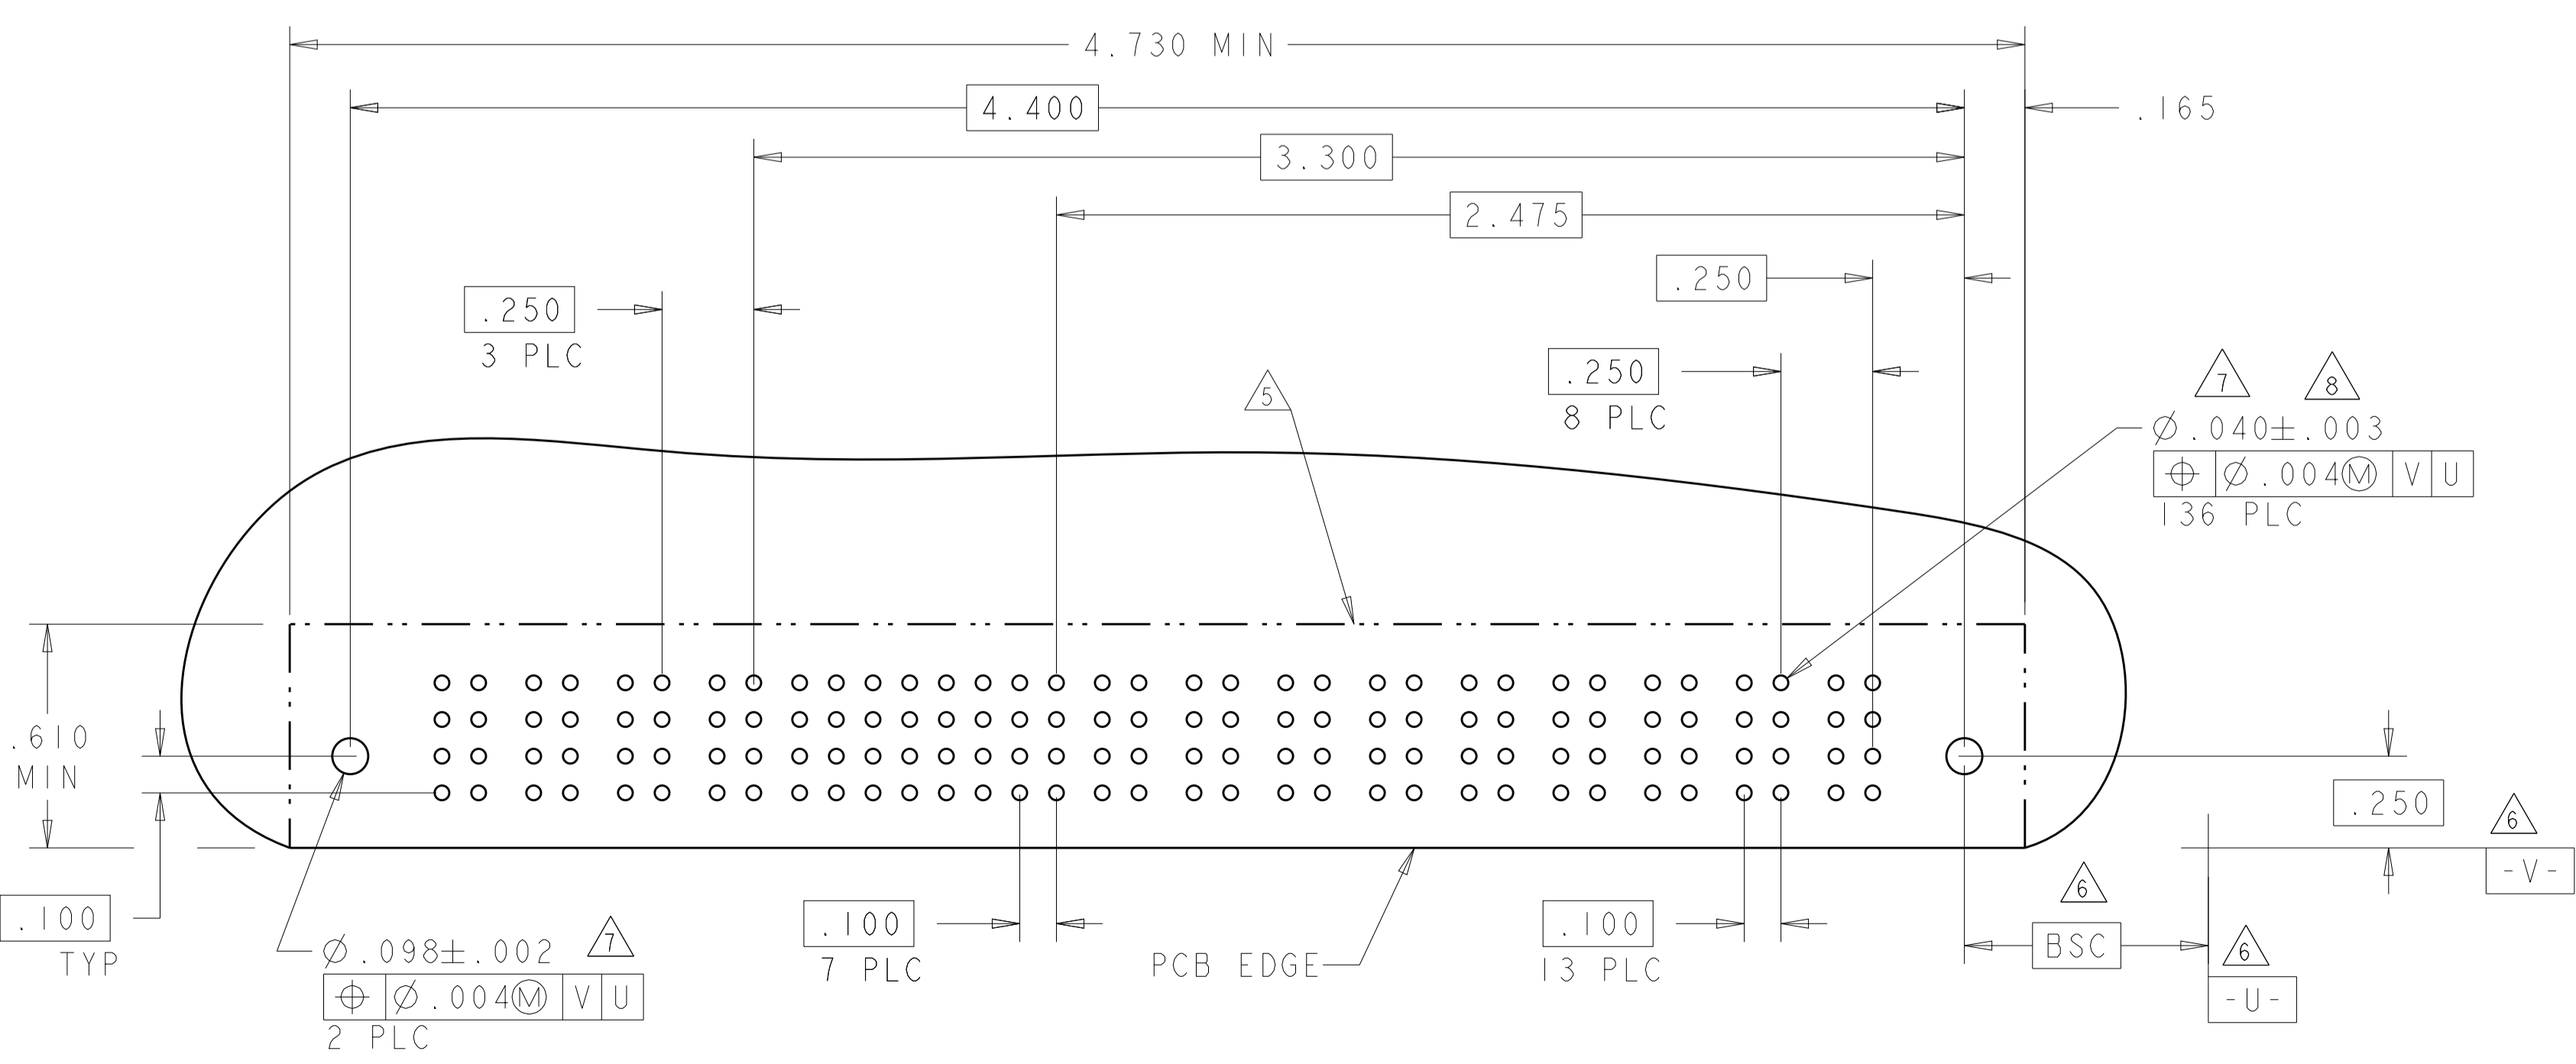 4.730 MIN
4.400
.165
3.300
2.475
.250
.250
3 PLC
.250
8 PLC
5
7 8
Ø.040±.003
⌖ Ø.004Ⓜ V U
136 PLC
.610
MIN
.250
6
-V-
6
BSC
6
-U-
.100
TYP
Ø.098±.002 7
⌖ Ø.004Ⓜ V U
2 PLC
.100
7 PLC
PCB EDGE
.100
13 PLC